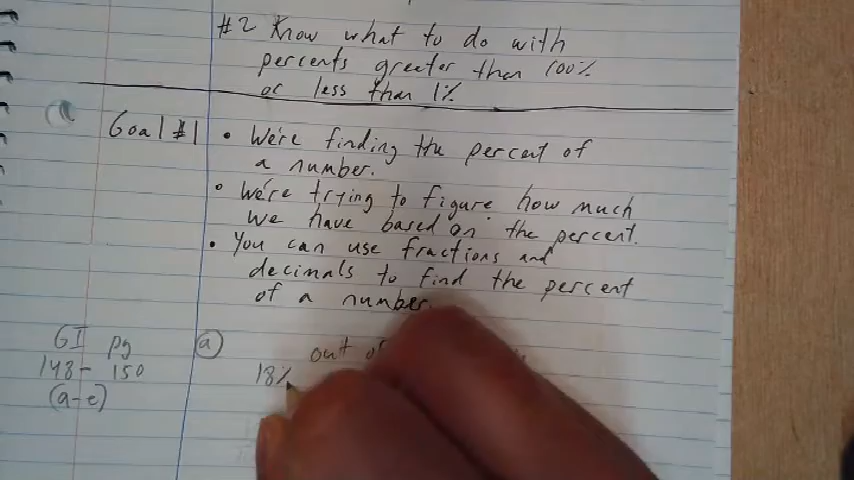 #2 Know what to do with
percents greater than 100%
or less than 1%
Goal #1 • We're finding the percent of
a number.
• We're trying to figure how much
we have based on the percent.
• You can use fractions and
decimals to find the percent
of a number.
GI pg (a) out of
148- 150 18%
(a-e)